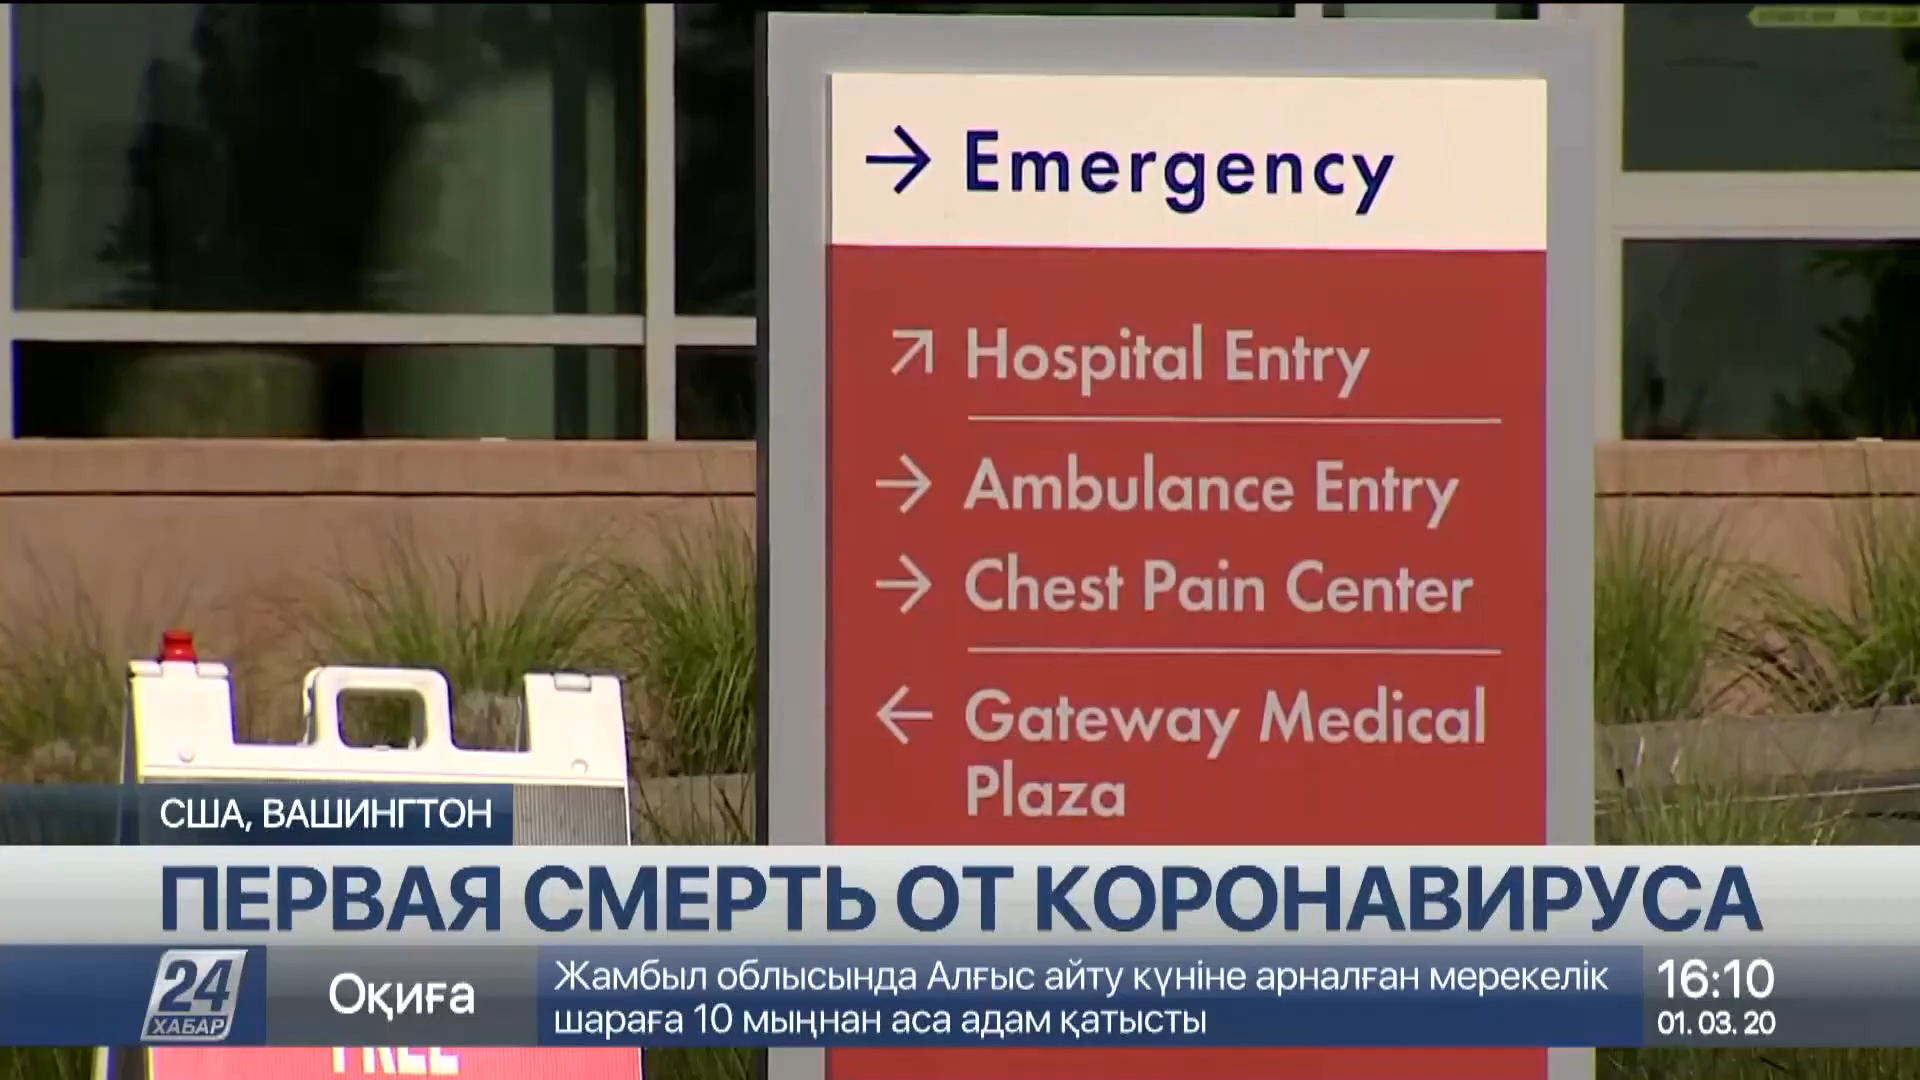 Emergency
Hospital Entry
Ambulance Entry
Chest Pain Center
Gateway Medical
Plaza
США, ВАШИНГТОН
ПЕРВАЯ СМЕРТЬ ОТ КОРОНАВИРУСА
24
ХАБАР
Оқиға
Жамбыл облысында Алғыс айту күніне арналған мерекелік
шараға 10 мыңнан аса адам қатысты
16:10
01.03.20
FREE